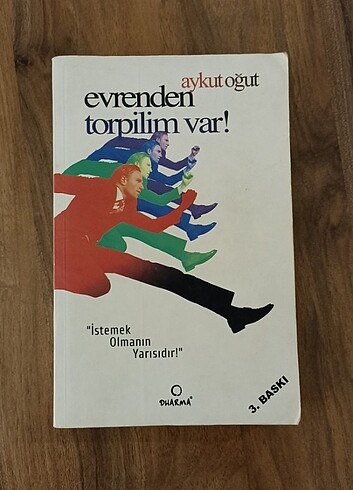 aykut oğut
evrenden
torpilim var!
"İstemek
Olmanın
Yarısıdır!"
DHARMA
3. BASKI